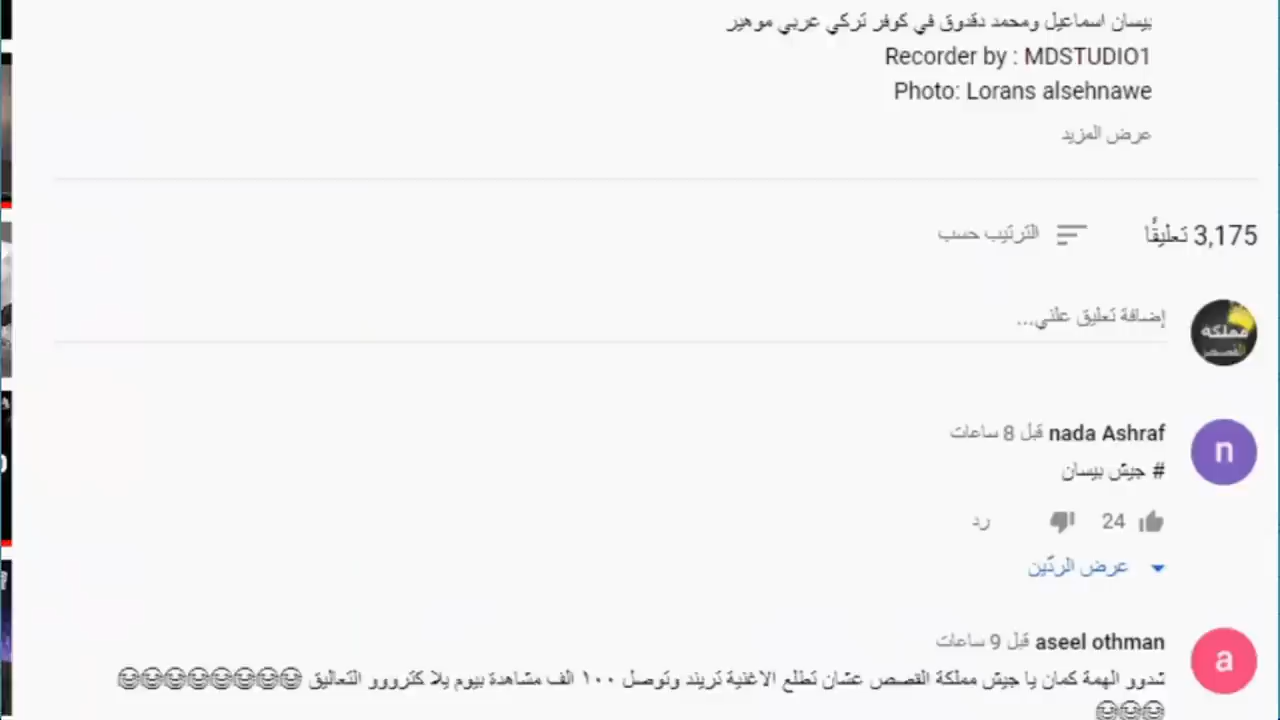 بيسان اسماعيل ومحمد دقدوق في كوفر تركي عربي موهير
Recorder by : MDSTUDIO1
Photo: Lorans alsehnawe
عرض المزيد
3,175 تعليقًا
الترتيب حسب
مملكة
القصص
إضافة تعليق علني...
n
nada Ashraf قبل 8 ساعات
# جيش بيسان
24
رد
عرض الردّين
a
aseel othman قبل 9 ساعات
شدوو الهمة كمان يا جيش مملكة القصص عشان تطلع الاغنية تريند وتوصل ١٠٠ الف مشاهدة بيوم يلا كترووو التعاليق 😂😂😂😂😂😂😂😂
😂😂😂